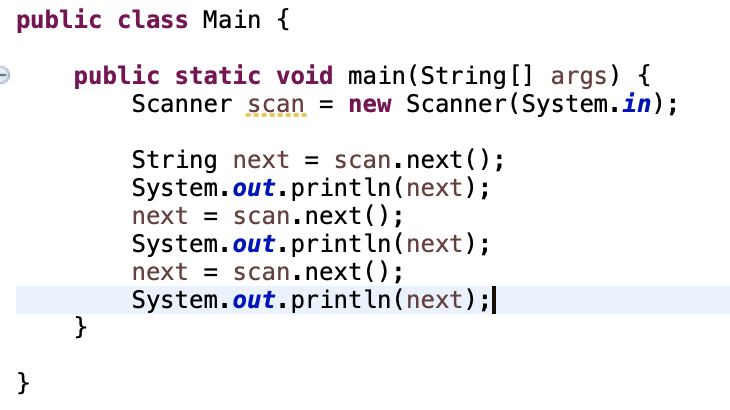 public class Main {
public static void main(String[] args) {
Scanner scan = new Scanner(System.in);
String next = scan.next();
System.out.println(next);
next = scan.next();
System.out.println(next);
next = scan.next();
System.out.println(next);
}
}